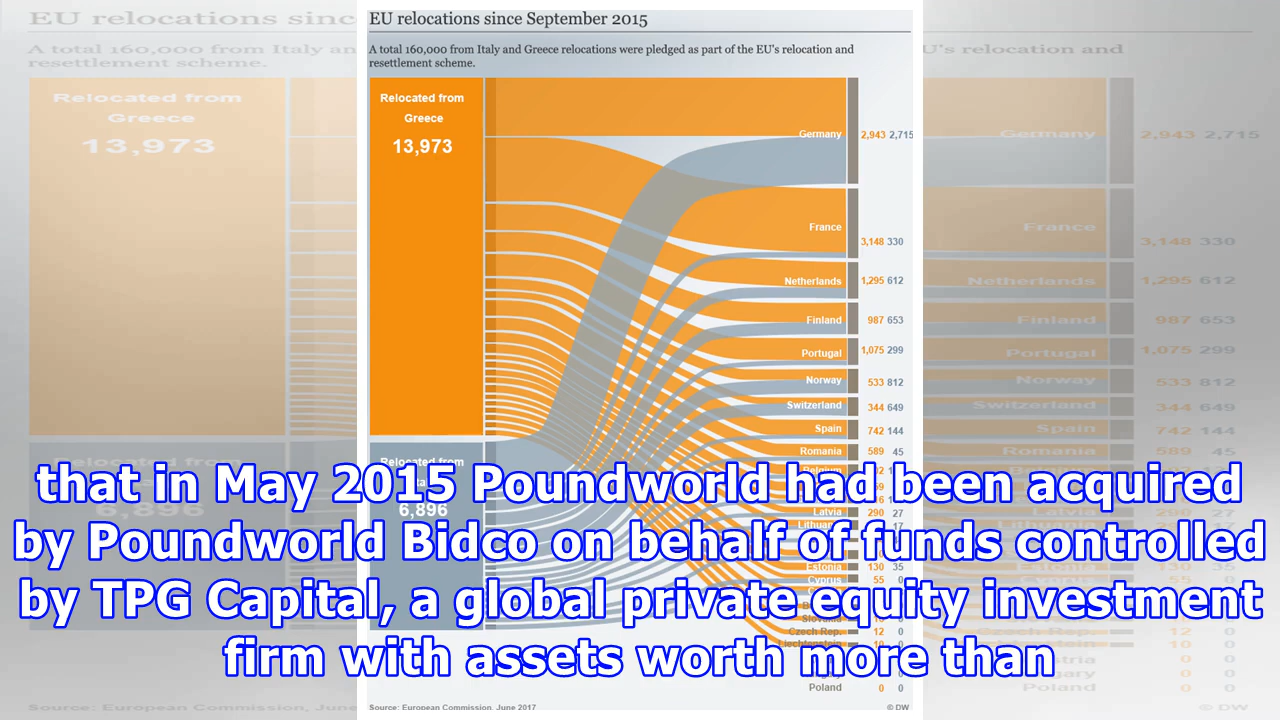 EU relocations since September 2015
A total 160,000 from Italy and Greece relocations were pledged as part of the EU's relocation and
resettlement scheme.
Relocated from
Greece
13,973
Germany 2,943 2,715
France 3,148 330
Netherlands 1,295 612
Finland 987 653
Portugal 1,075 299
Norway 533 812
Switzerland 344 649
Spain 742 144
Romania 589 45
Relocated from
6,896
Latvia 290 27
Estonia 130 35
Cyprus 55 0
Czech Rep. 12 0
Liechtenstein 10 0
Poland 0 0
Source: European Commission, June 2017
© DW
that in May 2015 Poundworld had been acquired
by Poundworld Bidco on behalf of funds controlled
by TPG Capital, a global private equity investment
firm with assets worth more than